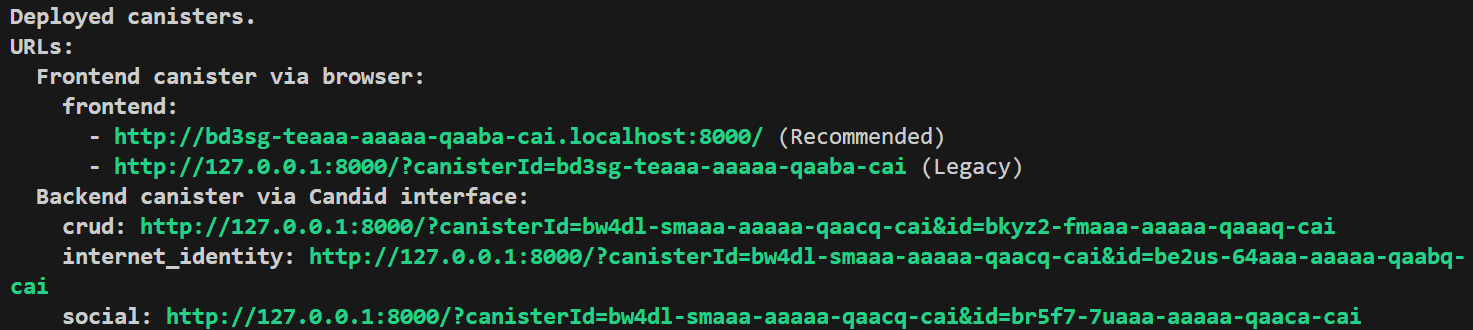 Deployed canisters.
URLs:
Frontend canister via browser:
frontend:
- http://bd3sg-teaaa-aaaaa-qaaba-cai.localhost:8000/ (Recommended)
- http://127.0.0.1:8000/?canisterId=bd3sg-teaaa-aaaaa-qaaba-cai (Legacy)
Backend canister via Candid interface:
crud: http://127.0.0.1:8000/?canisterId=bw4dl-smaaa-aaaaa-qaacq-cai&id=bkyz2-fmaaa-aaaaa-qaaaq-cai
internet_identity: http://127.0.0.1:8000/?canisterId=bw4dl-smaaa-aaaaa-qaacq-cai&id=be2us-64aaa-aaaaa-qaabq-
cai
social: http://127.0.0.1:8000/?canisterId=bw4dl-smaaa-aaaaa-qaacq-cai&id=br5f7-7uaaa-aaaaa-qaaca-cai